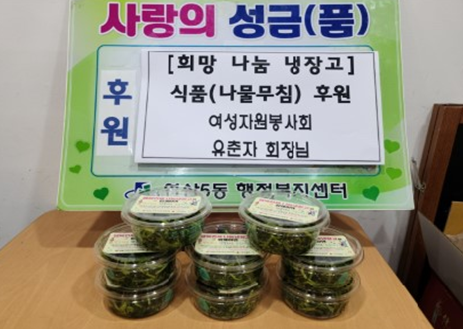 사랑의 성금(품)
후원
[희망 나눔 냉장고]
식품(나물무침) 후원
여성자원봉사회
유춘자 회장님
연산5동 행정복지센터